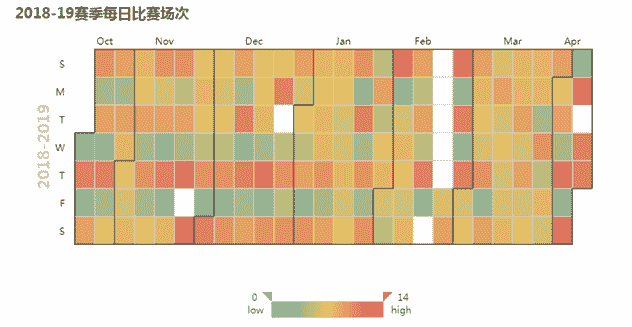 2018-19赛季每日比赛场次
Oct Nov Dec Jan Feb Mar Apr
2018-2019
S
M
T
W
T
F
S
0 14
low high